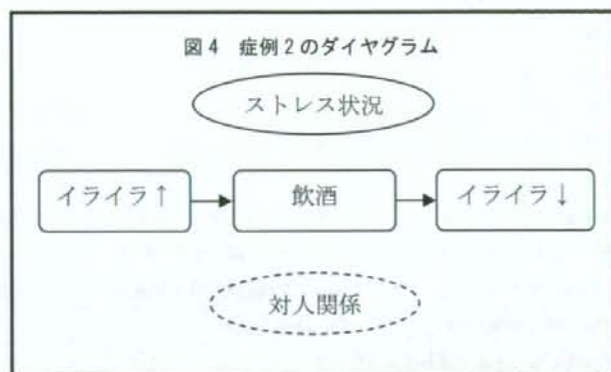 図4 症例2のダイヤグラム
ストレス状況
イライラ↑
飲酒
イライラ↓
対人関係